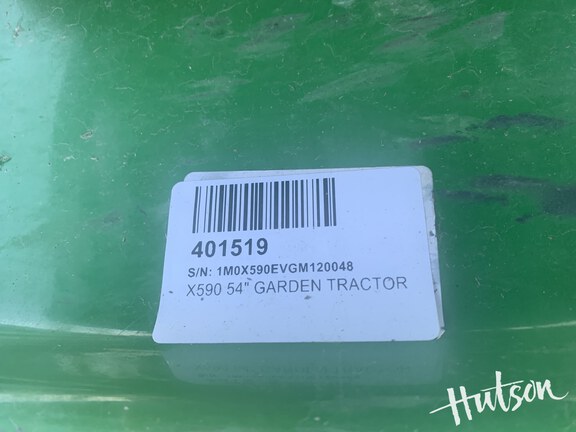 401519
S/N: 1M0X590EVGM120048
X590 54" GARDEN TRACTOR
Hutson